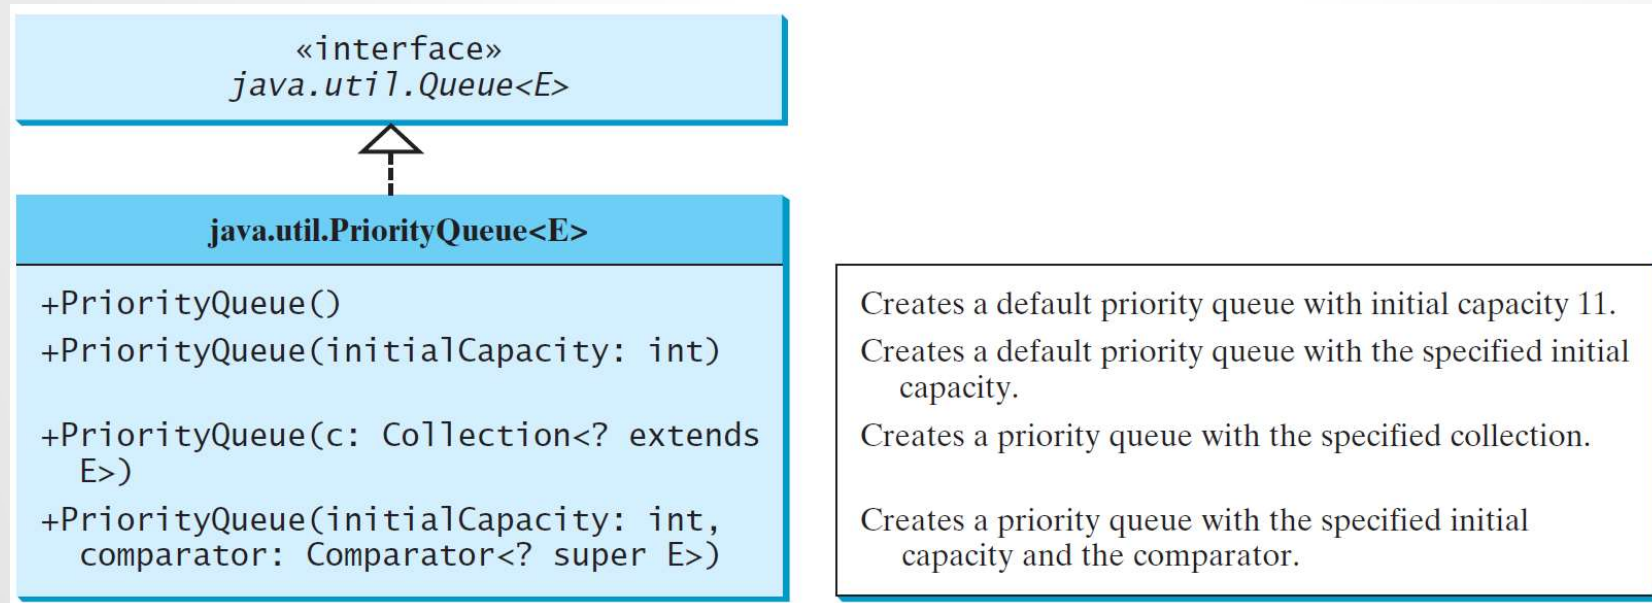 «interface»
java.util.Queue<E>
java.util.PriorityQueue<E>
+PriorityQueue()
+PriorityQueue(initialCapacity: int)
+PriorityQueue(c: Collection<? extends
E>)
+PriorityQueue(initialCapacity: int,
comparator: Comparator<? super E>)
Creates a default priority queue with initial capacity 11.
Creates a default priority queue with the specified initial
capacity.
Creates a priority queue with the specified collection.
Creates a priority queue with the specified initial
capacity and the comparator.